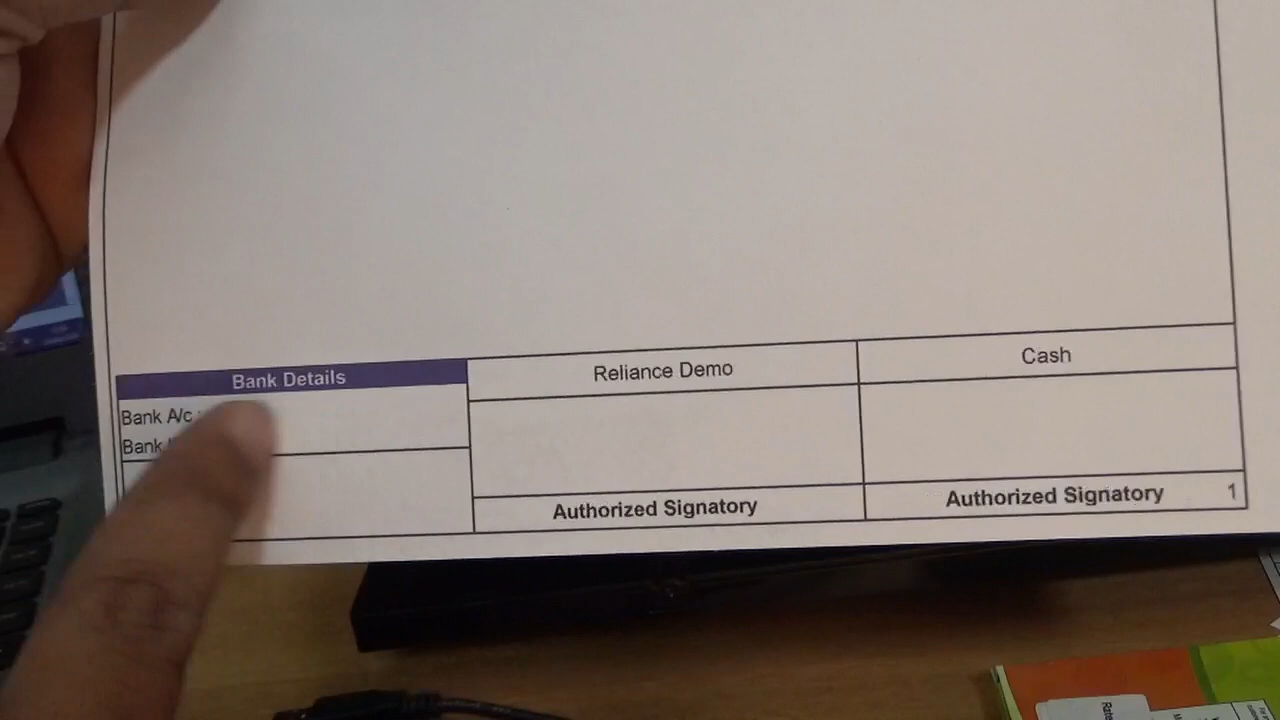 Bank Details
Reliance Demo
Cash
Bank A/c
Bank
Authorized Signatory
Authorized Signatory
1